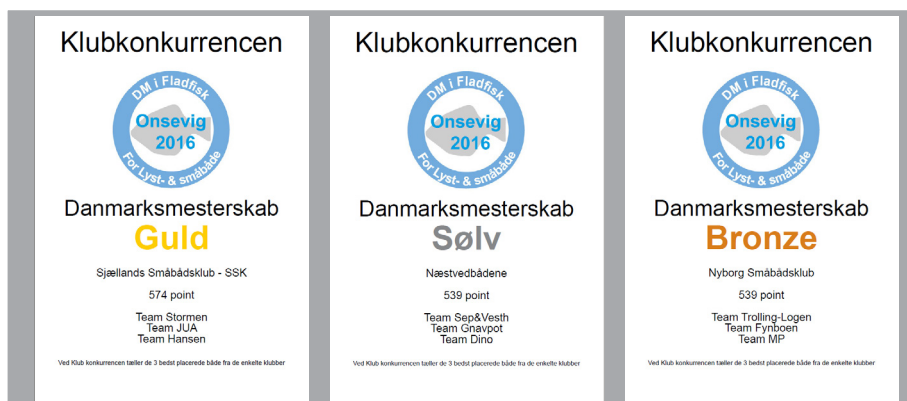 Klubkonkurrencen
DM i Fladfisk
Onsevig
2016
For Lyst- & småbåde
Danmarksmesterskab
Guld
Sjællands Småbådsklub - SSK
574 point
Team Stormen
Team JUA
Team Hansen
Ved Klub konkurrencen tæller de 3 bedst placerede både fra de enkelte klubber
Klubkonkurrencen
DM i Fladfisk
Onsevig
2016
For Lyst- & småbåde
Danmarksmesterskab
Sølv
Næstvedbådene
539 point
Team Sep&Vesth
Team Gnavpot
Team Dino
Ved Klub konkurrencen tæller de 3 bedst placerede både fra de enkelte klubber
Klubkonkurrencen
DM i Fladfisk
Onsevig
2016
For Lyst- & småbåde
Danmarksmesterskab
Bronze
Nyborg Småbådsklub
539 point
Team Trolling-Logen
Team Fynboen
Team MP
Ved Klub konkurrencen tæller de 3 bedst placerede både fra de enkelte klubber